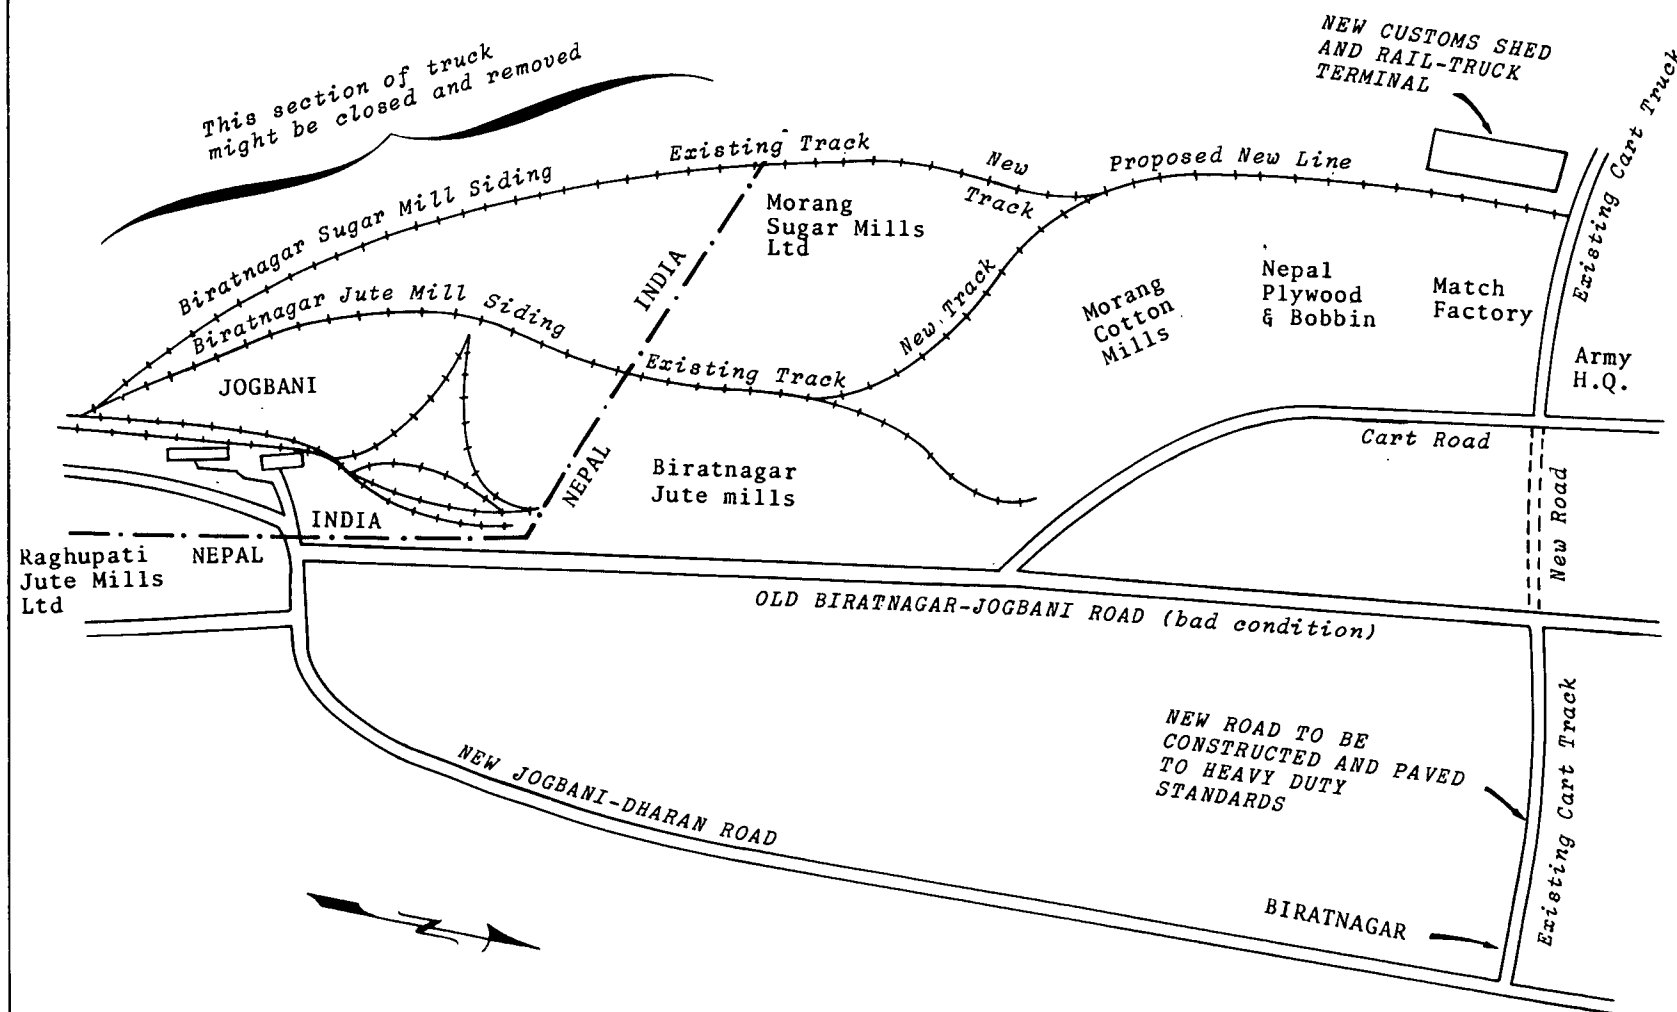 This section of truck
might be closed and removed
NEW CUSTOMS SHED
AND RAIL-TRUCK
TERMINAL
Existing Cart Truck
Biratnagar Sugar Mill Siding
Existing Track
New
Track
Proposed New Line
Morang
Sugar Mills
Ltd
INDIA
NEPAL
Biratnagar Jute Mill Siding
Existing Track
New Track
Morang
Cotton
Mills
Nepal
Plywood
& Bobbin
Match
Factory
Army
H.Q.
JOGBANI
Cart Road
Biratnagar
Jute mills
New Road
INDIA
NEPAL
Raghupati
Jute Mills
Ltd
OLD BIRATNAGAR-JOGBANI ROAD (bad condition)
NEW ROAD TO BE
CONSTRUCTED AND PAVED
TO HEAVY DUTY
STANDARDS
Existing Cart Track
NEW JOGBANI-DHARAN ROAD
BIRATNAGAR
N